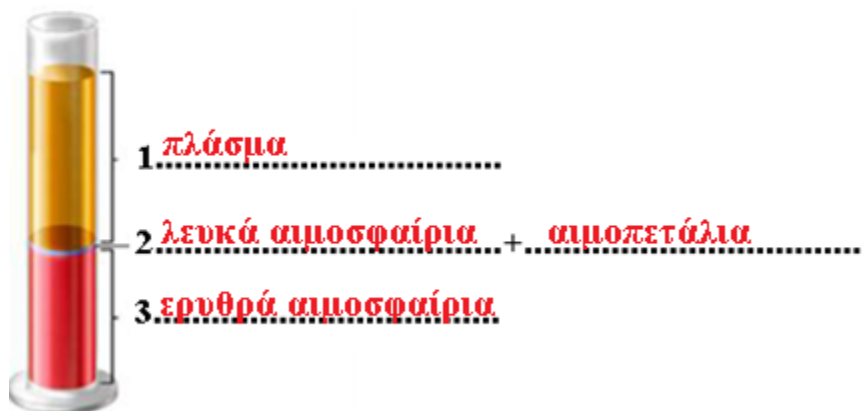 1 πλάσμα
2 λευκά αιμοσφαίρια + αιμοπετάλια
3 ερυθρά αιμοσφαίρια